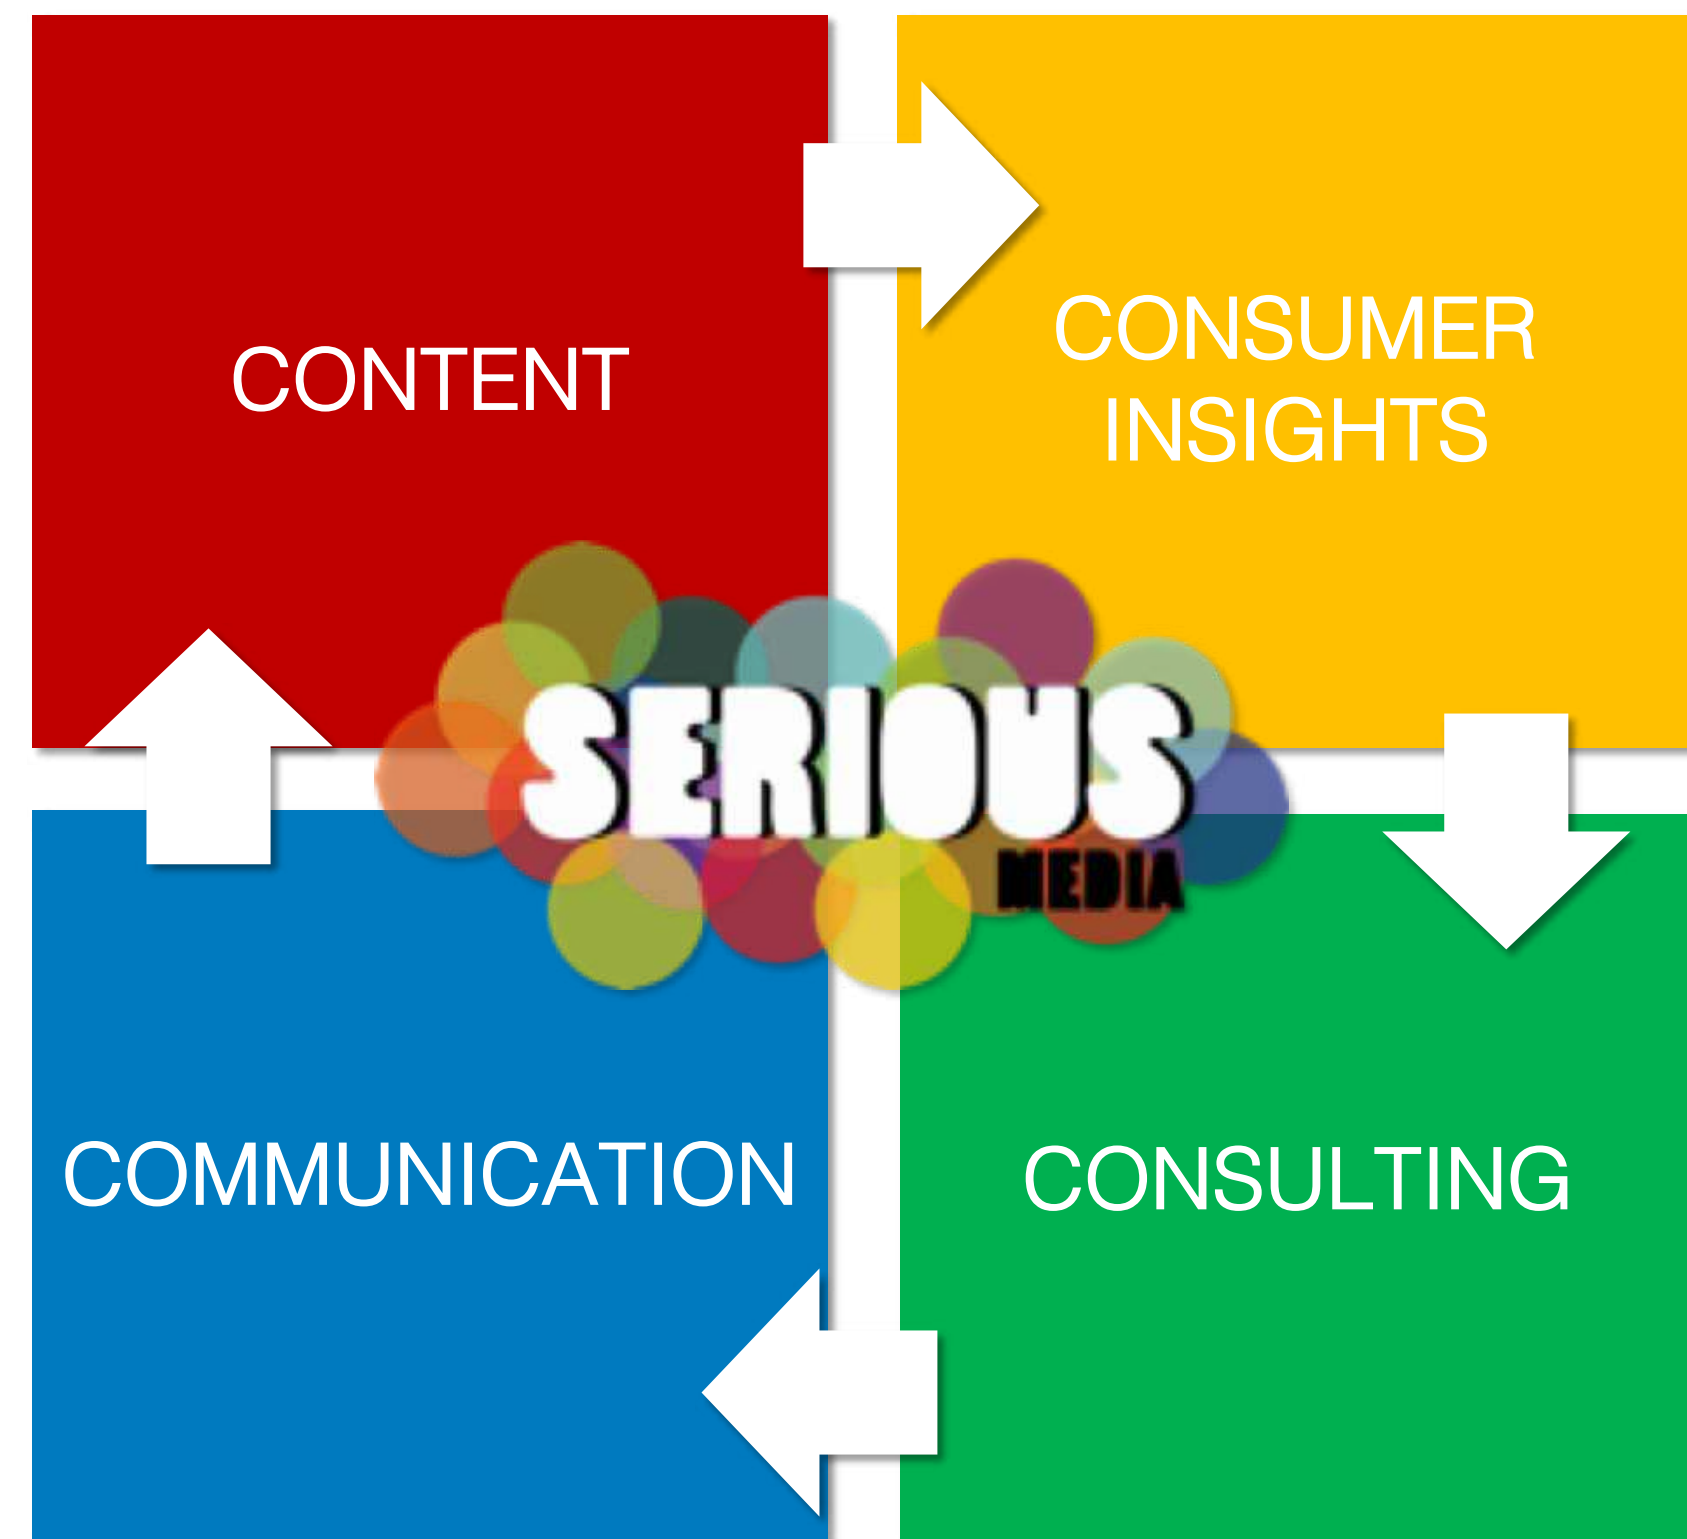 CONTENT
CONSUMER
INSIGHTS
SERIOUS
MEDIA
COMMUNICATION
CONSULTING